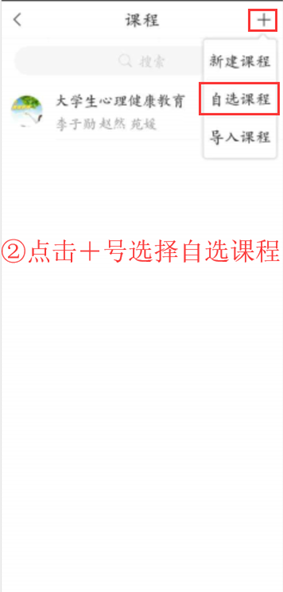 课程
搜索
新建课程
自选课程
导入课程
大学生心理健康教育
李子勋 赵然 苑媛
②点击＋号选择自选课程